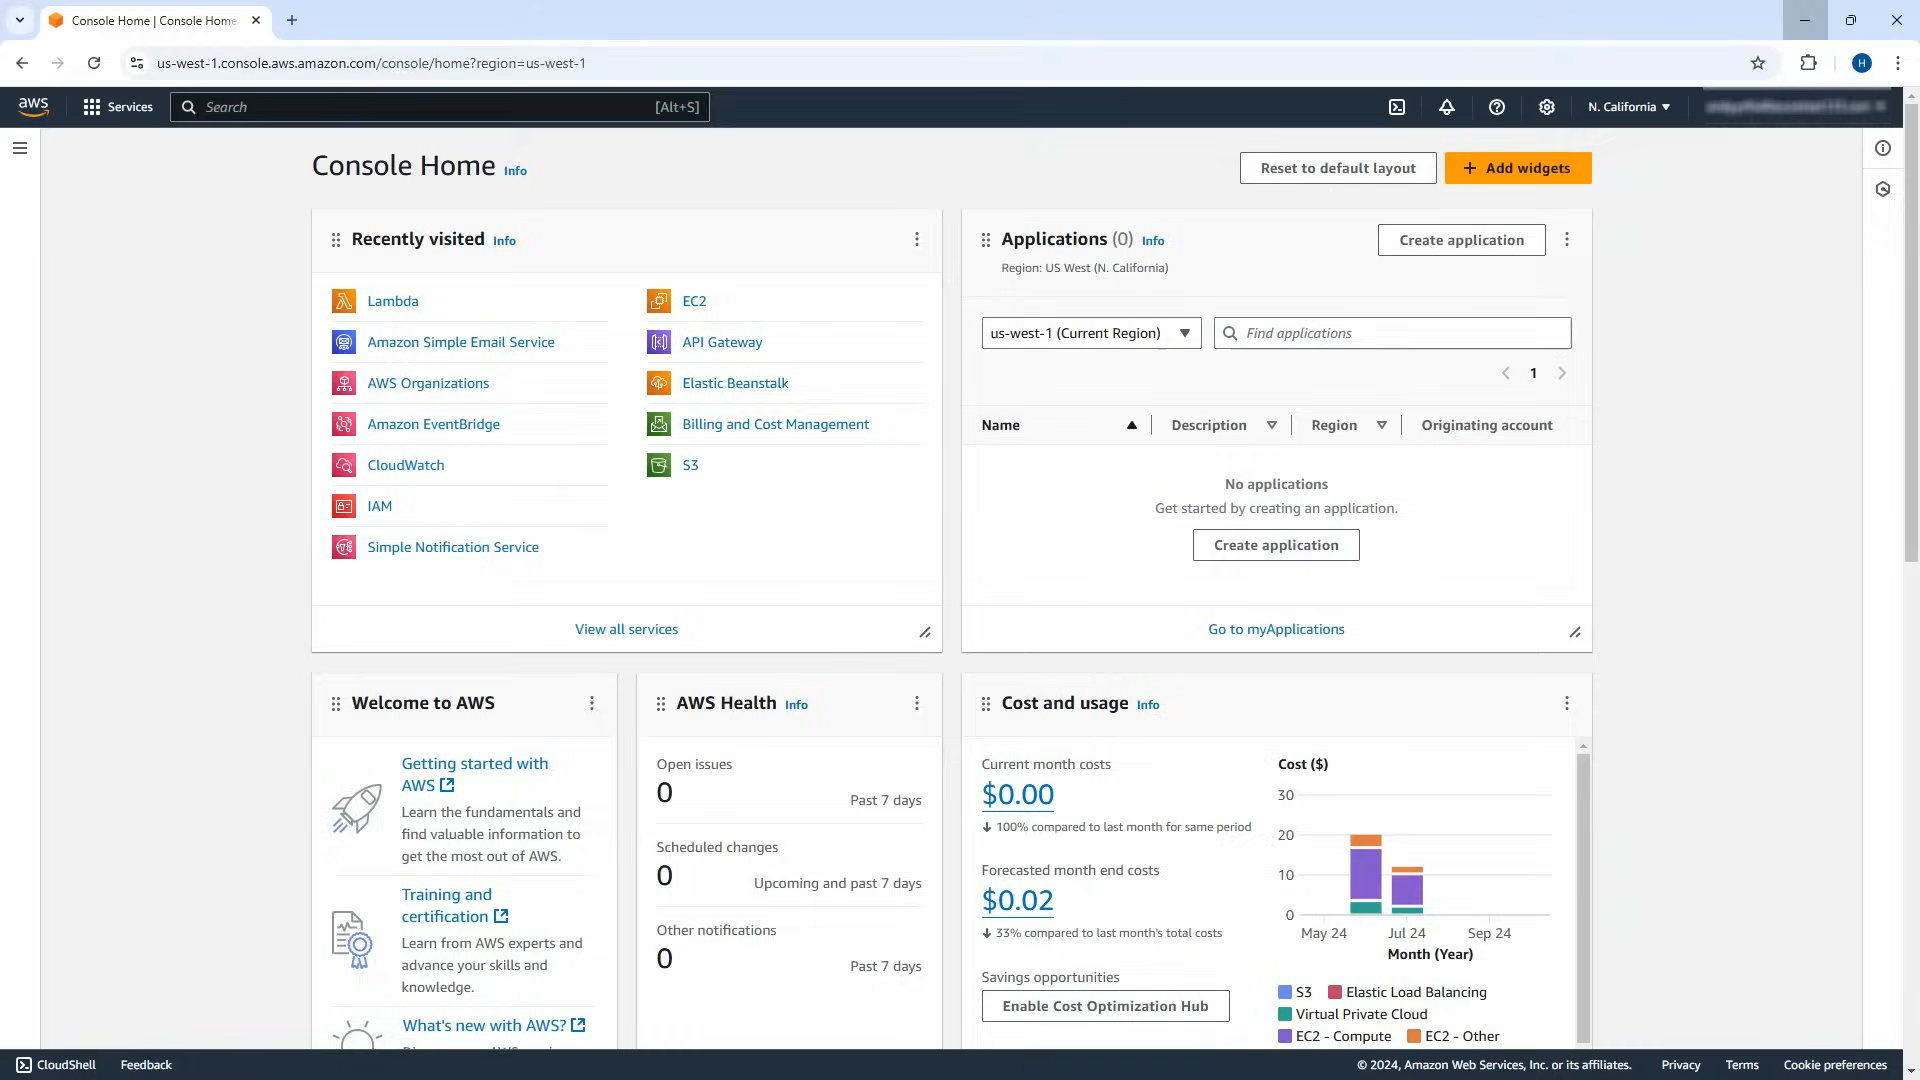 Console Home | Console Home
us-west-1.console.aws.amazon.com/console/home?region=us-west-1
H
aws
Services
Search
[Alt+S]
N. California
Console Home Info
Reset to default layout
Add widgets
Recently visited Info
Lambda
EC2
Amazon Simple Email Service
API Gateway
AWS Organizations
Elastic Beanstalk
Amazon EventBridge
Billing and Cost Management
CloudWatch
S3
IAM
Simple Notification Service
View all services
Applications (0) Info
Create application
Region: US West (N. California)
us-west-1 (Current Region)
Find applications
1
Name
Description
Region
Originating account
No applications
Get started by creating an application.
Create application
Go to myApplications
Welcome to AWS
Getting started with
AWS
Learn the fundamentals and
find valuable information to
get the most out of AWS.
Training and
certification
Learn from AWS experts and
advance your skills and
knowledge.
What's new with AWS?
AWS Health Info
Open issues
0
Past 7 days
Scheduled changes
0
Upcoming and past 7 days
Other notifications
0
Past 7 days
Cost and usage Info
Current month costs
$0.00
100% compared to last month for same period
Forecasted month end costs
$0.02
33% compared to last month's total costs
Savings opportunities
Enable Cost Optimization Hub
Cost ($)
30
20
10
0
May 24
Jul 24
Sep 24
Month (Year)
S3
Elastic Load Balancing
Virtual Private Cloud
EC2 - Compute
EC2 - Other
CloudShell
Feedback
© 2024, Amazon Web Services, Inc. or its affiliates.
Privacy
Terms
Cookie preferences